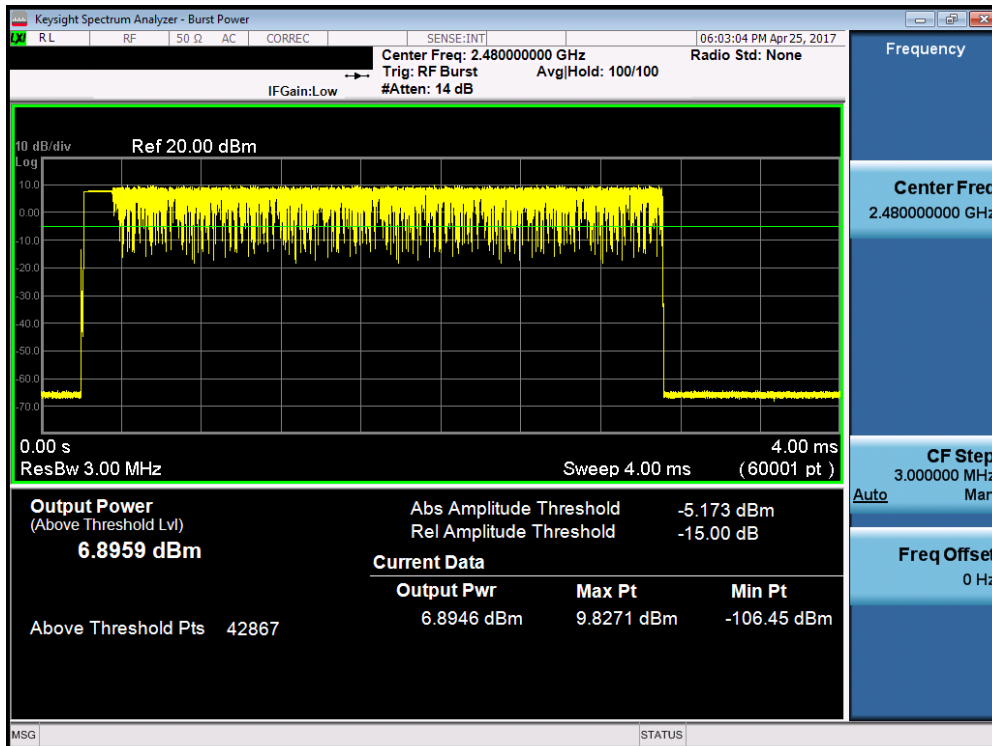 Keysight Spectrum Analyzer - Burst Power
LXI RL RF 50 Ω AC CORREC SENSE:INT 06:03:04 PM Apr 25, 2017
Center Freq: 2.480000000 GHz Radio Std: None
Trig: RF Burst Avg|Hold: 100/100
IFGain:Low #Atten: 14 dB
10 dB/div Ref 20.00 dBm
Log
10.0
0.00
-10.0
-20.0
-30.0
-40.0
-50.0
-60.0
-70.0
0.00 s 4.00 ms
ResBw 3.00 MHz Sweep 4.00 ms (60001 pt )
Output Power
(Above Threshold Lvl)
6.8959 dBm
Above Threshold Pts 42867
Abs Amplitude Threshold -5.173 dBm
Rel Amplitude Threshold -15.00 dB
Current Data
Output Pwr Max Pt Min Pt
6.8946 dBm 9.8271 dBm -106.45 dBm
MSG STATUS
Frequency
Center Freq
2.480000000 GHz
CF Step
3.000000 MHz
Auto Man
Freq Offset
0 Hz